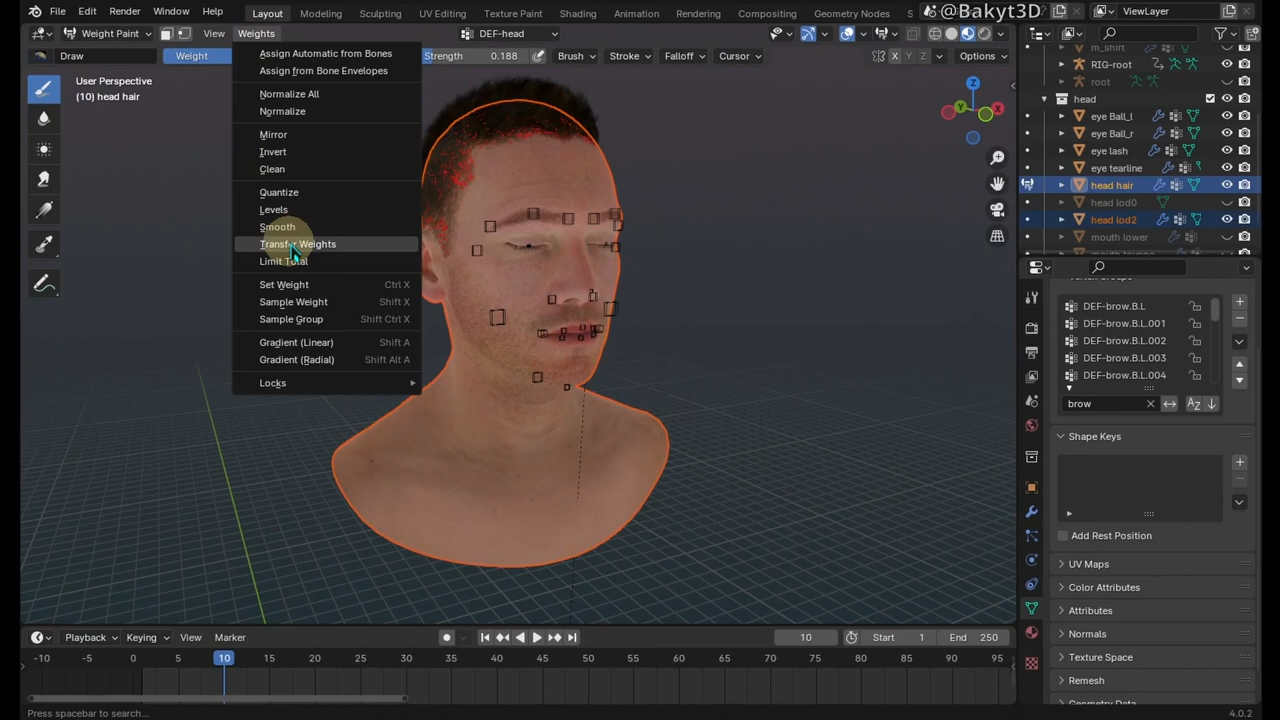 File Edit Render Window Help Layout Modeling Sculpting UV Editing Texture Paint Shading Animation Rendering Compositing Geometry Nodes S @Bakyt3D ViewLayer
Weight Paint View Weights DEF-head
Draw Weight Strength 0.188 Brush Stroke Falloff Cursor X Y Z Options
User Perspective
(10) head hair
Assign Automatic from Bones
Assign from Bone Envelopes
Normalize All
Normalize
Mirror
Invert
Clean
Quantize
Levels
Smooth
Transfer Weights
Limit Total
Set Weight Ctrl X
Sample Weight Shift X
Sample Group Shift Ctrl X
Gradient (Linear) Shift A
Gradient (Radial) Shift Alt A
Locks
Z
Y
X
m_shirt
RIG-root
root
head
eye Ball_l
eye Ball_r
eye lash
eye tearline
head hair
head lod0
head lod2
mouth lower
DEF-brow.B.L
DEF-brow.B.L.001
DEF-brow.B.L.002
DEF-brow.B.L.003
DEF-brow.B.L.004
brow
Shape Keys
Add Rest Position
UV Maps
Color Attributes
Attributes
Normals
Texture Space
Remesh
Geometry Data
Playback Keying View Marker 10 Start 1 End 250
-10 -5 0 5 10 15 20 25 30 35 40 45 50 55 60 65 70 75 80 85 90 95
Press spacebar to search...
4.0.2